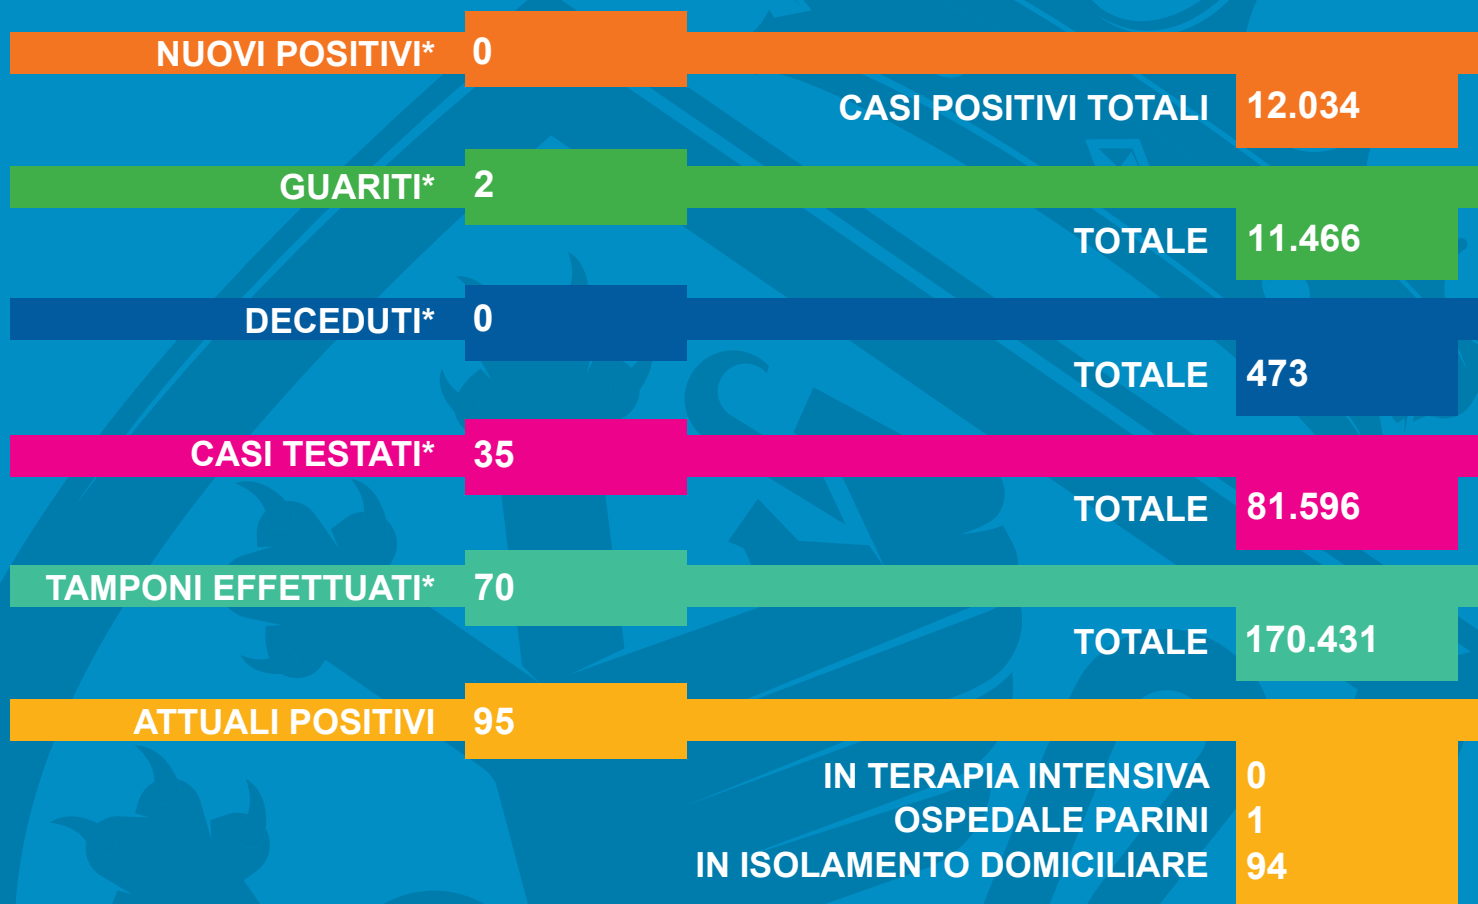 NUOVI POSITIVI* 0
CASI POSITIVI TOTALI 12.034
GUARITI* 2
TOTALE 11.466
DECEDUTI* 0
TOTALE 473
CASI TESTATI* 35
TOTALE 81.596
TAMPONI EFFETTUATI* 70
TOTALE 170.431
ATTUALI POSITIVI 95
IN TERAPIA INTENSIVA 0
OSPEDALE PARINI 1
IN ISOLAMENTO DOMICILIARE 94